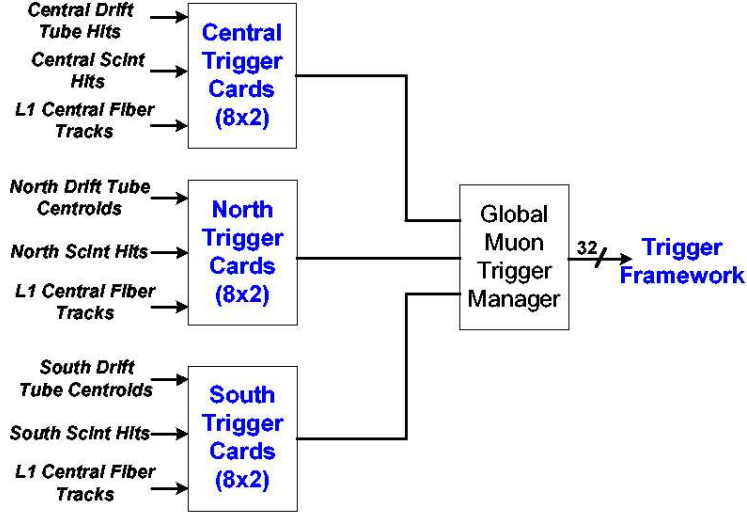 Central Drift
Tube Hits
Central Scint
Hits
L1 Central Fiber
Tracks
Central
Trigger
Cards
(8x2)
North Drift Tube
Centroids
North Scint Hits
L1 Central Fiber
Tracks
North
Trigger
Cards
(8x2)
South Drift
Tube Centroids
South Scint Hits
L1 Central Fiber
Tracks
South
Trigger
Cards
(8x2)
Global
Muon
Trigger
Manager
32
Trigger
Framework